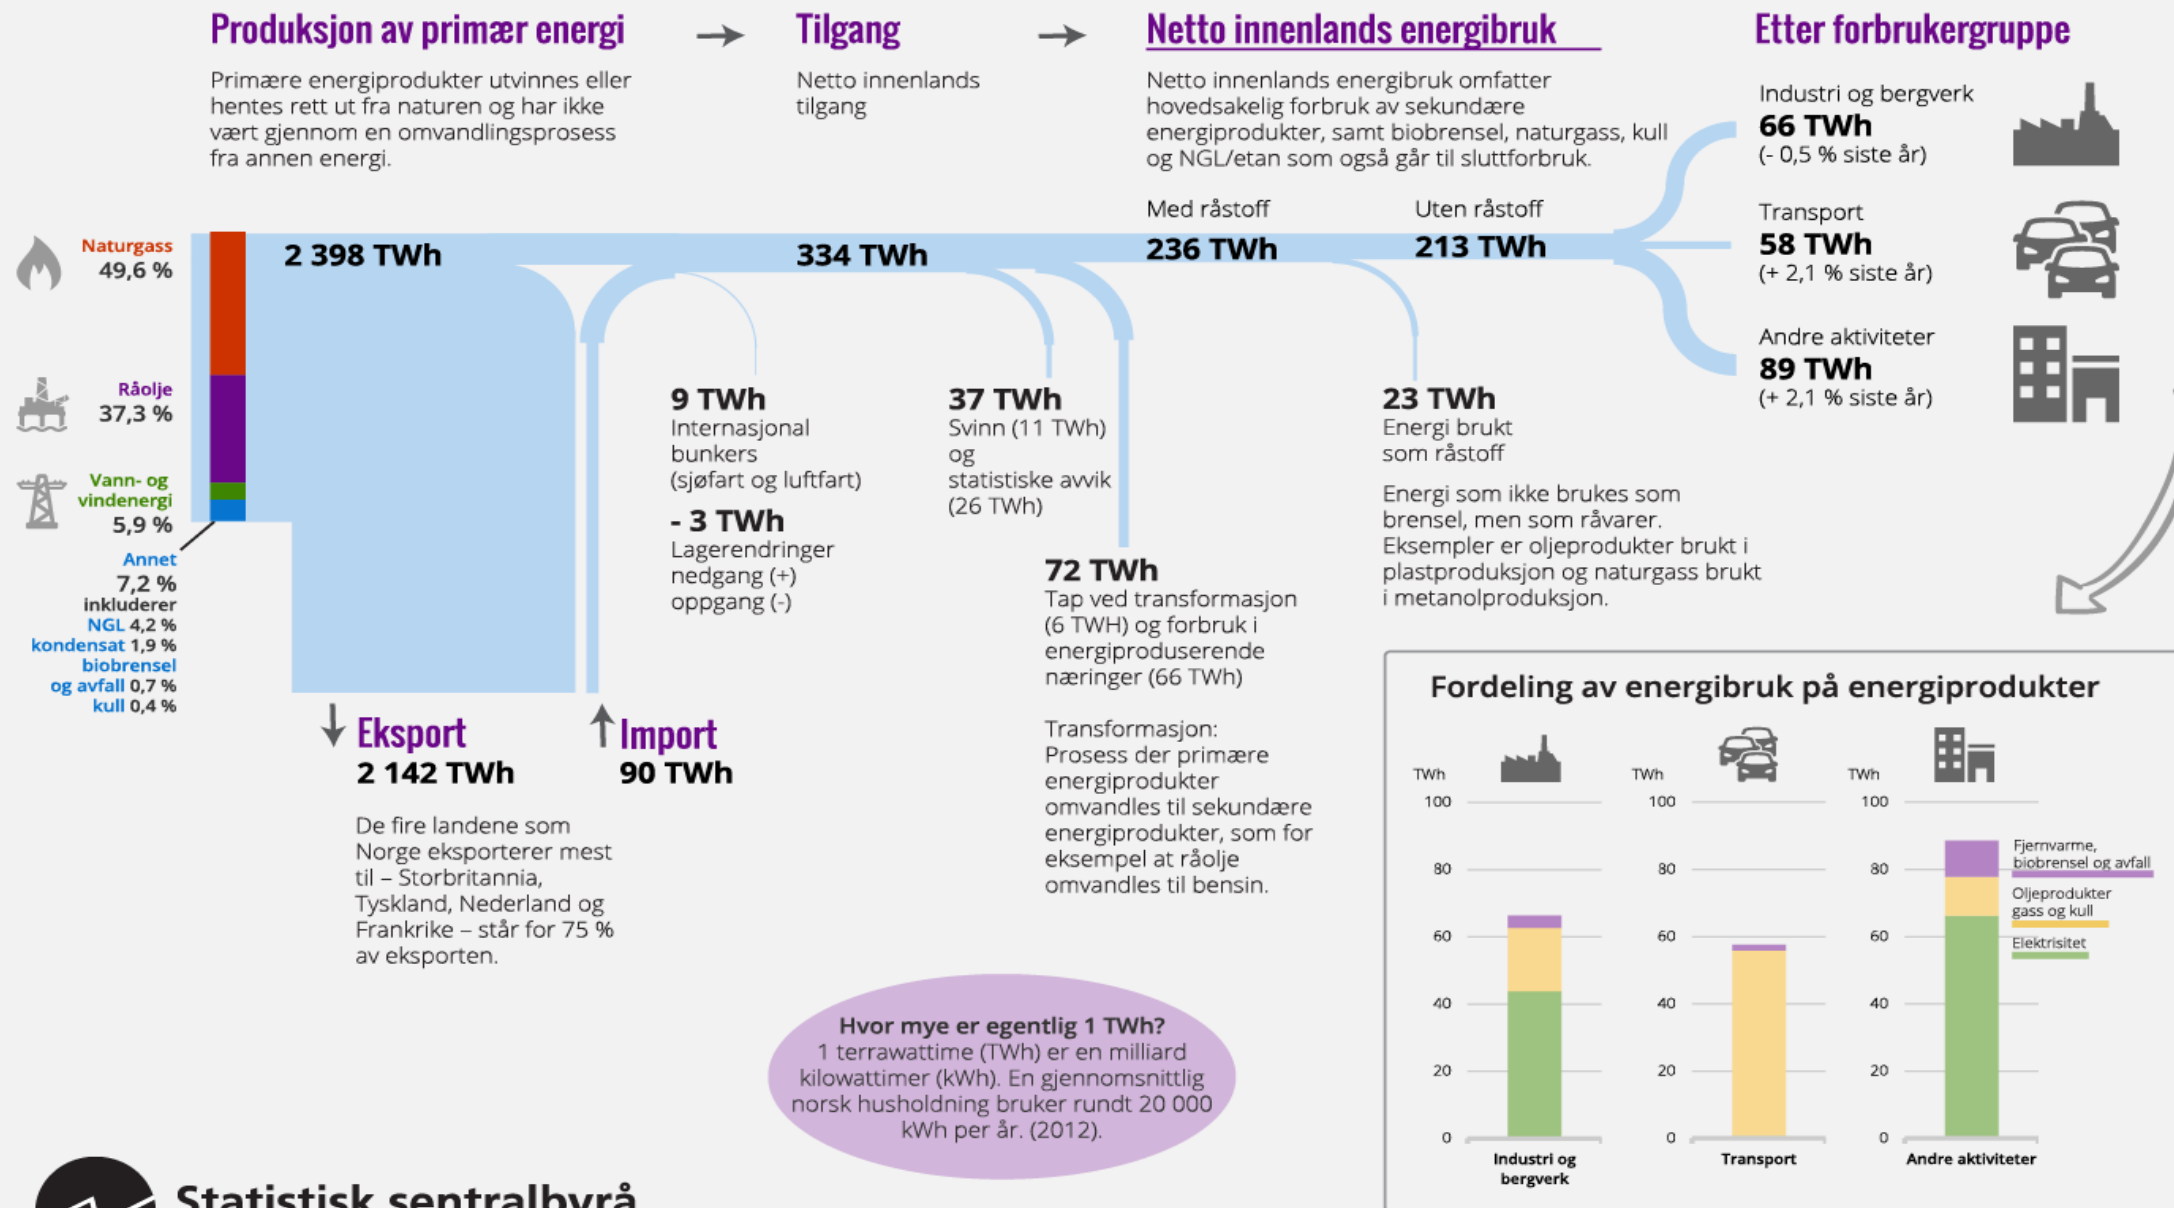 Produksjon av primær energi
Primære energiprodukter utvinnes eller
hentes rett ut fra naturen og har ikke
vært gjennom en omvandlingsprosess
fra annen energi.
Tilgang
Netto innenlands
tilgang
Netto innenlands energibruk
Netto innenlands energibruk omfatter
hovedsakelig forbruk av sekundære
energiprodukter, samt biobrensel, naturgass, kull
og NGL/etan som også går til sluttforbruk.
Etter forbrukergruppe
Industri og bergverk
66 TWh
(- 0,5 % siste år)
Transport
58 TWh
(+ 2,1 % siste år)
Andre aktiviteter
89 TWh
(+ 2,1 % siste år)
Naturgass
49,6 %
Råolje
37,3 %
Vann- og
vindenergi
5,9 %
Annet
7,2 %
inkluderer
NGL 4,2 %
kondensat 1,9 %
biobrensel
og avfall 0,7 %
kull 0,4 %
2 398 TWh
334 TWh
Med råstoff
236 TWh
Uten råstoff
213 TWh
9 TWh
Internasjonal
bunkers
(sjøfart og luftfart)
- 3 TWh
Lagerendringer
nedgang (+)
oppgang (-)
37 TWh
Svinn (11 TWh)
og
statistiske avvik
(26 TWh)
72 TWh
Tap ved transformasjon
(6 TWH) og forbruk i
energiproduserende
næringer (66 TWh)
Transformasjon:
Prosess der primære
energiprodukter
omvandles til sekundære
energiprodukter, som for
eksempel at råolje
omvandles til bensin.
23 TWh
Energi brukt
som råstoff
Energi som ikke brukes som
brensel, men som råvarer.
Eksempler er oljeprodukter brukt i
plastproduksjon og naturgass brukt
i metanolproduksjon.
Eksport
2 142 TWh
De fire landene som
Norge eksporterer mest
til – Storbritannia,
Tyskland, Nederland og
Frankrike – står for 75 %
av eksporten.
Import
90 TWh
Hvor mye er egentlig 1 TWh?
1 terrawattime (TWh) er en milliard
kilowattimer (kWh). En gjennomsnittlig
norsk husholdning bruker rundt 20 000
kWh per år. (2012).
Fordeling av energibruk på energiprodukter
TWh
100
80
60
40
20
0
Industri og
bergverk
TWh
100
80
60
40
20
0
Transport
TWh
100
80
60
40
20
0
Andre aktiviteter
Fjernvarme,
biobrensel og avfall
Oljeprodukter
gass og kull
Elektrisitet
Statistisk sentralbyrå